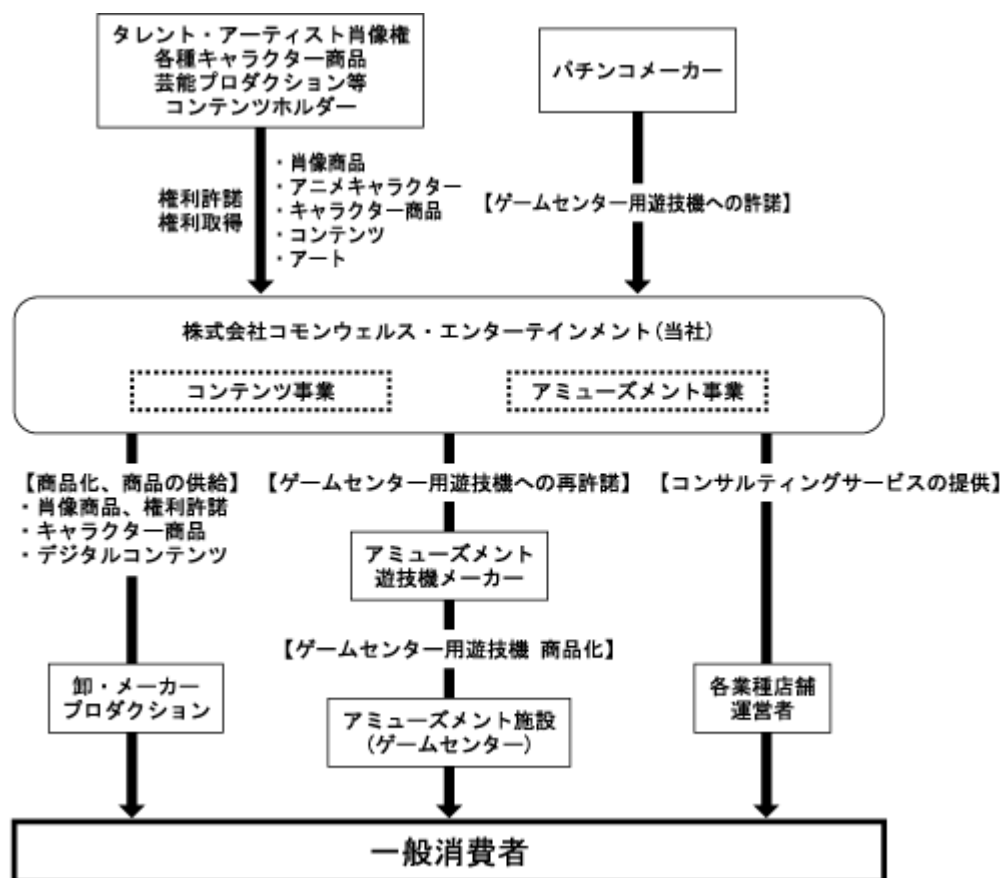 タレント・アーティスト肖像権
各種キャラクター商品
芸能プロダクション等
コンテンツホルダー
パチンコメーカー
権利許諾
権利取得
・肖像商品
・アニメキャラクター
・キャラクター商品
・コンテンツ
・アート
【ゲームセンター用遊技機への許諾】
株式会社コモンウェルス・エンターテインメント(当社)
コンテンツ事業
アミューズメント事業
【商品化、商品の供給】
・肖像商品、権利許諾
・キャラクター商品
・デジタルコンテンツ
【ゲームセンター用遊技機への再許諾】
【コンサルティングサービスの提供】
アミューズメント
遊技機メーカー
【ゲームセンター用遊技機 商品化】
卸・メーカー
プロダクション
アミューズメント施設
(ゲームセンター)
各業種店舗
運営者
一般消費者